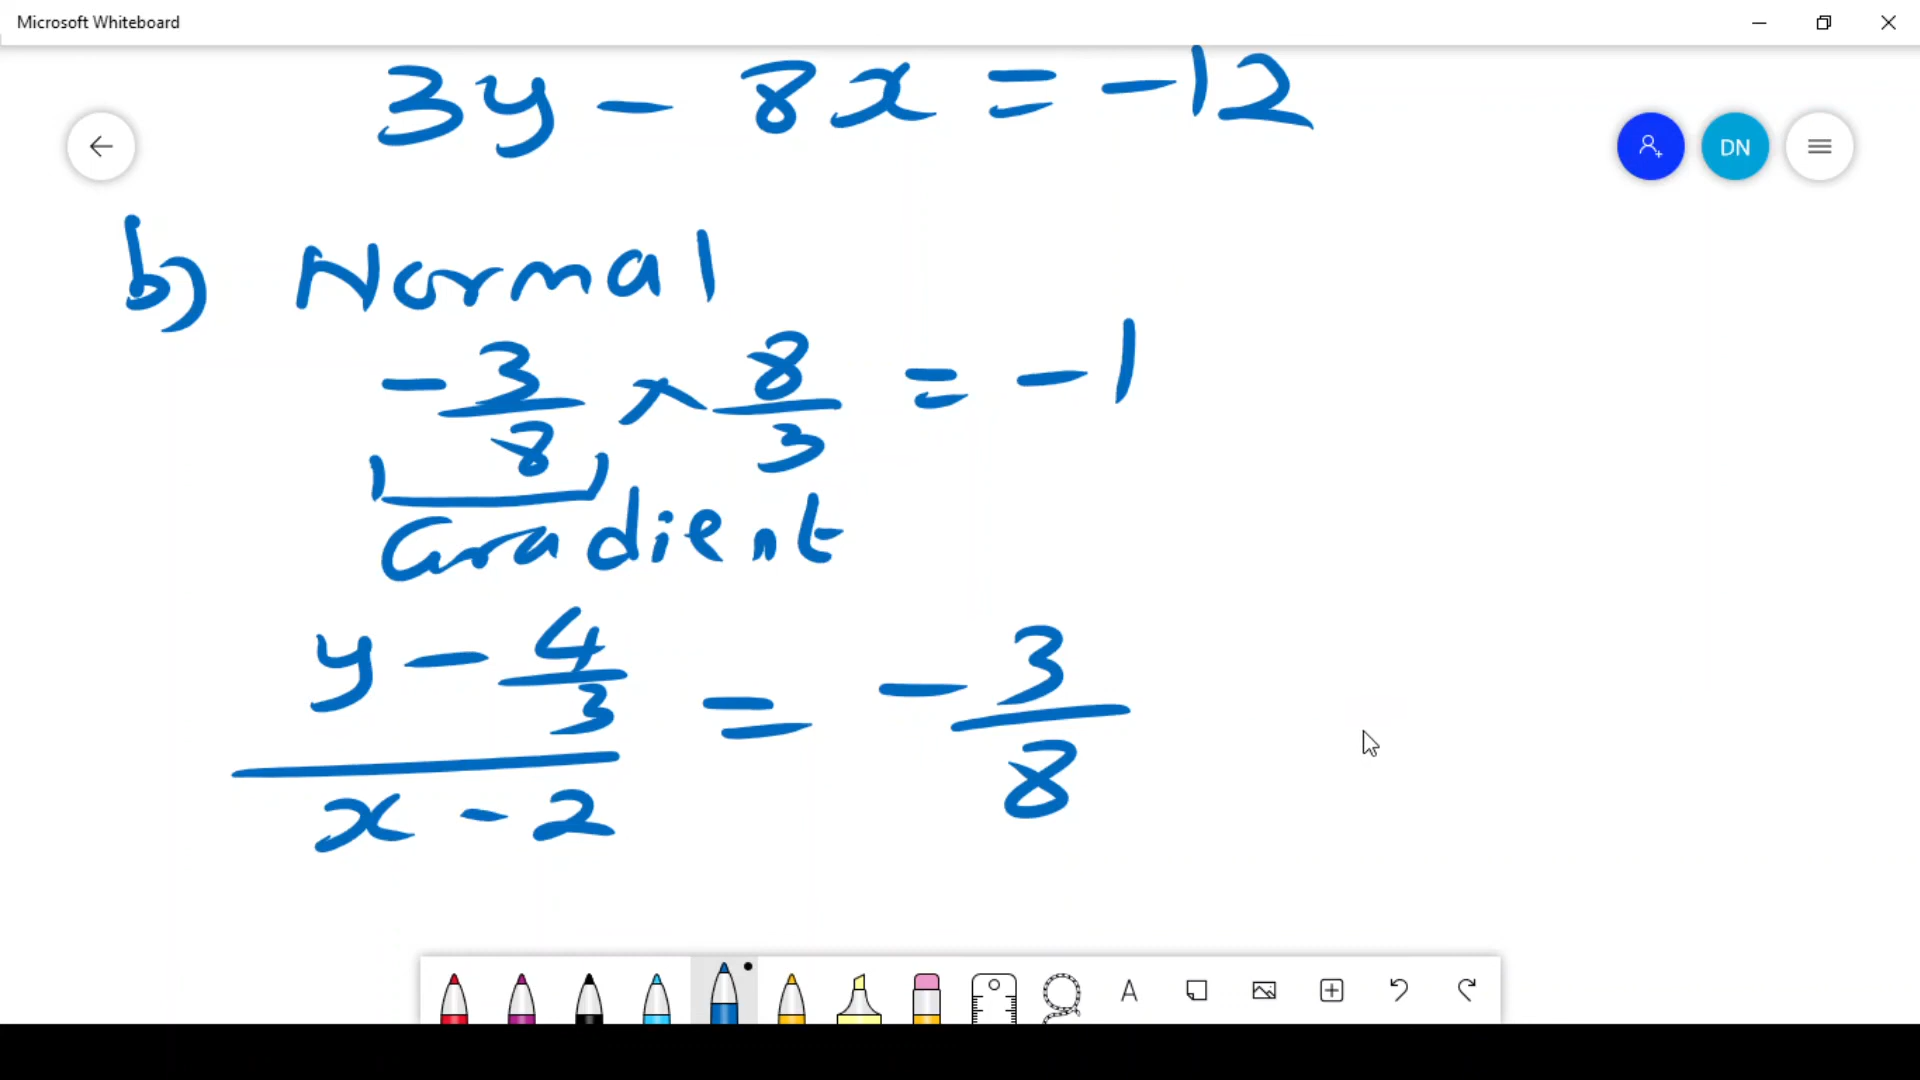 Microsoft Whiteboard
3y - 8x = -12
DN
b) Normal
-3/8 × 8/3 = -1
Gradient
(y - 4/3)/(x - 2) = -3/8
A